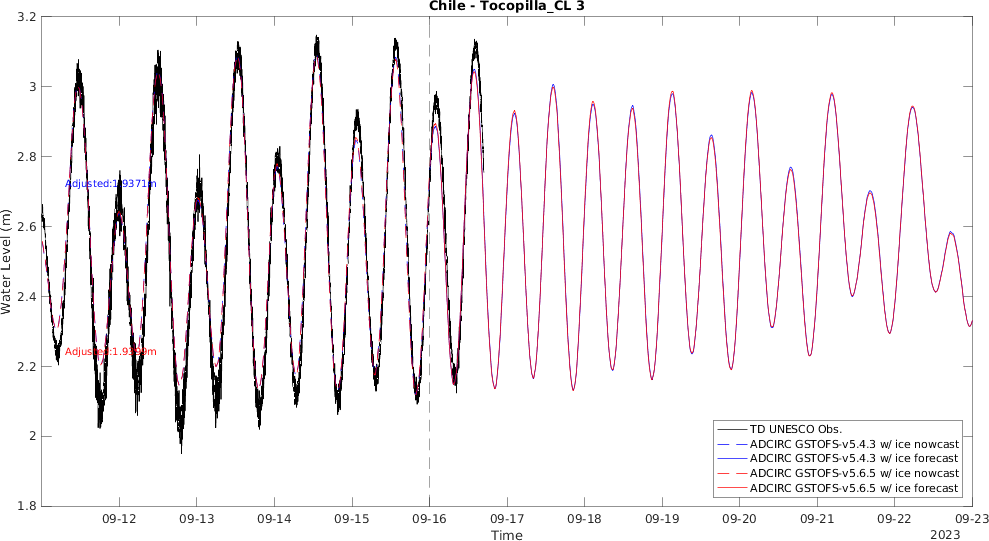 Chile - Tocopilla_CL 3
3.2
3
2.8
2.6
2.4
2.2
2
1.8
Water Level (m)
Adjusted:1.9371m
09-12
09-13
09-14
09-15
09-16
09-17
09-18
09-19
09-20
09-21
09-22
09-23
2023
Time
TD UNESCO Obs.
ADCIRC GSTOFS-v5.4.3 w/ ice nowcast
ADCIRC GSTOFS-v5.4.3 w/ ice forecast
ADCIRC GSTOFS-v5.6.5 w/ ice nowcast
ADCIRC GSTOFS-v5.6.5 w/ ice forecast